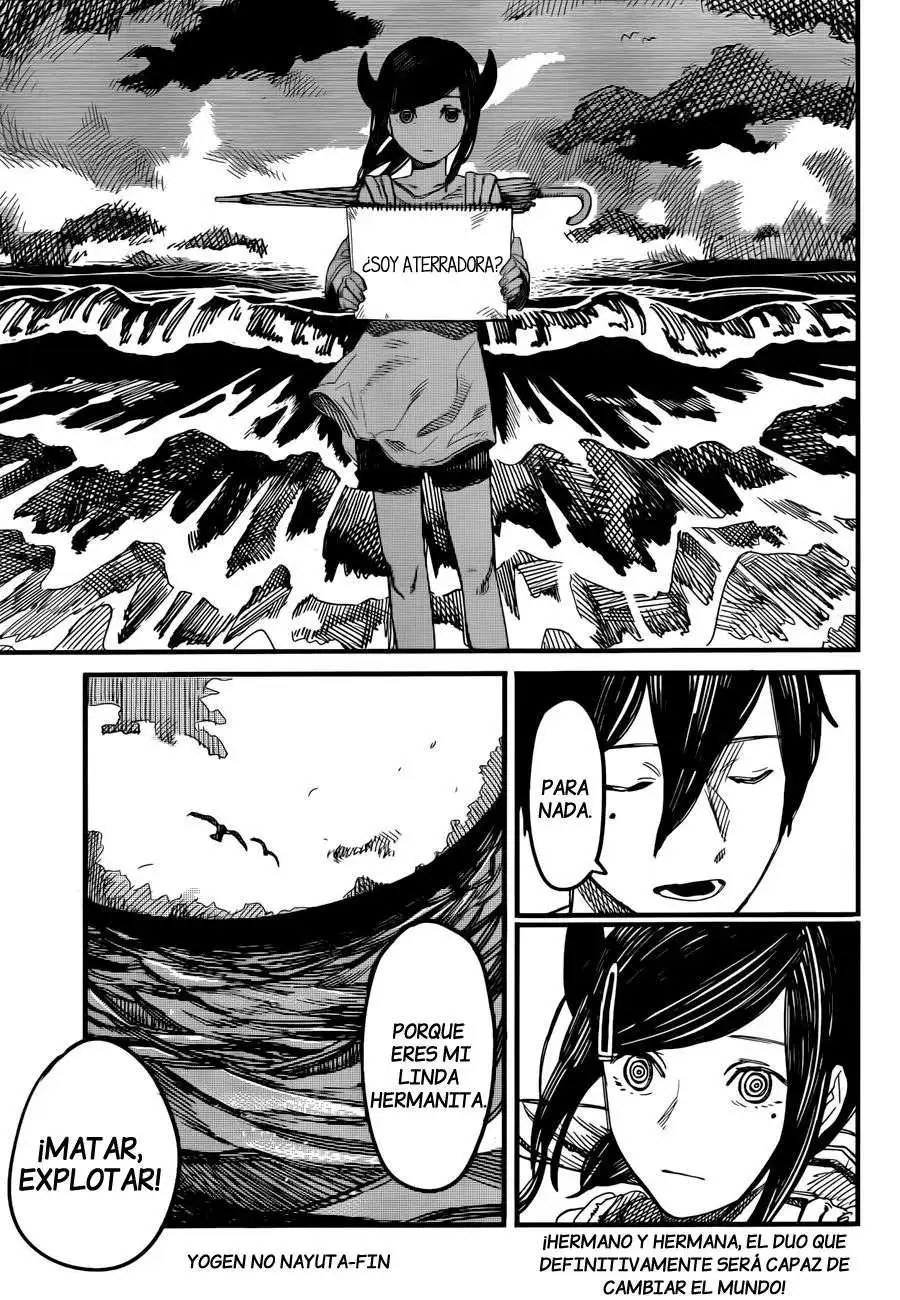 ¿SOY ATERRADORA?
PARA
NADA.
PORQUE
ERES MI
LINDA
HERMANITA.
¡MATAR,
EXPLOTAR!
YOGEN NO NAYUTA-FIN
¡HERMANO Y HERMANA, EL DUO QUE
DEFINITIVAMENTE SERÁ CAPAZ DE
CAMBIAR EL MUNDO!